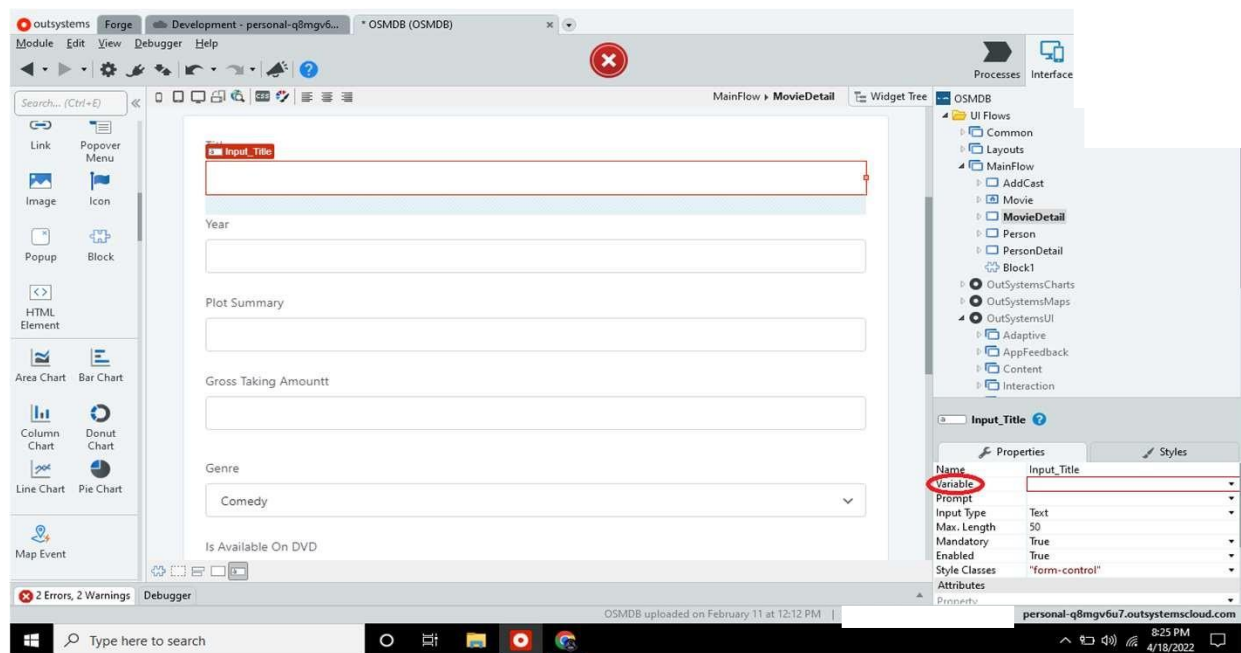 outsystems Forge Development - personal-q8mgv6... * OSMDB (OSMDB)
Module Edit View Debugger Help
Processes Interface
Search... (Ctrl+E)
MainFlow MovieDetail Widget Tree
Link Popover Menu
Image Icon
Popup Block
HTML Element
Area Chart Bar Chart
Column Chart Donut Chart
Line Chart Pie Chart
Map Event
Input_Title
Year
Plot Summary
Gross Taking Amountt
Genre
Comedy
Is Available On DVD
OSMDB
UI Flows
Common
Layouts
MainFlow
AddCast
Movie
MovieDetail
Person
PersonDetail
Block1
OutSystemsCharts
OutSystemsMaps
OutSystemsUI
Adaptive
AppFeedback
Content
Interaction
Input_Title
Properties Styles
Name Input_Title
Variable
Prompt
Input Type Text
Max. Length 50
Mandatory True
Enabled True
Style Classes "form-control"
Attributes
Property
2 Errors, 2 Warnings Debugger
OSMDB uploaded on February 11 at 12:12 PM | personal-q8mgv6u7.outsystemscloud.com
Type here to search
8:25 PM
4/18/2022